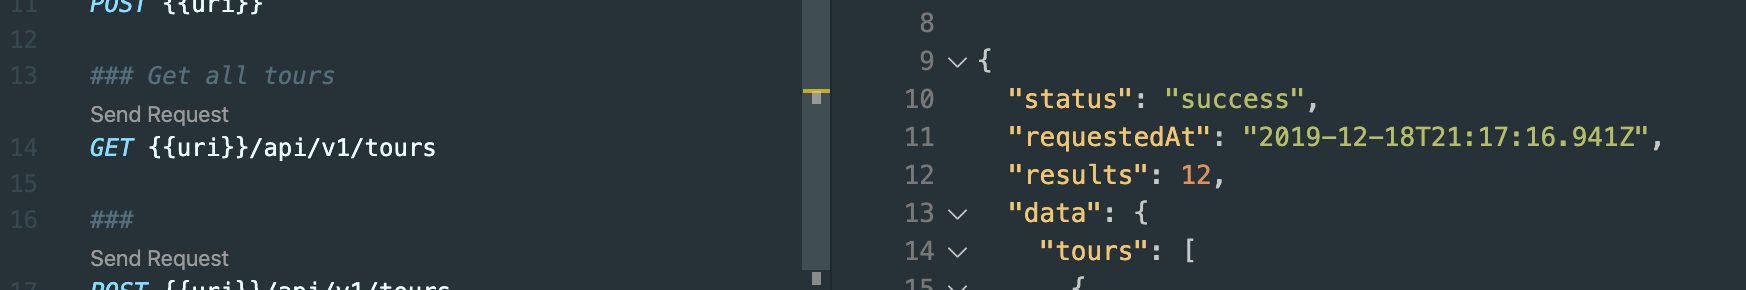 11 POST {{uri}}
12
13 ### Get all tours
Send Request
14 GET {{uri}}/api/v1/tours
15
16 ###
Send Request
17 POST {{uri}}/api/v1/tours
8
9 {
10 "status": "success",
11 "requestedAt": "2019-12-18T21:17:16.941Z",
12 "results": 12,
13 "data": {
14 "tours": [
15 {